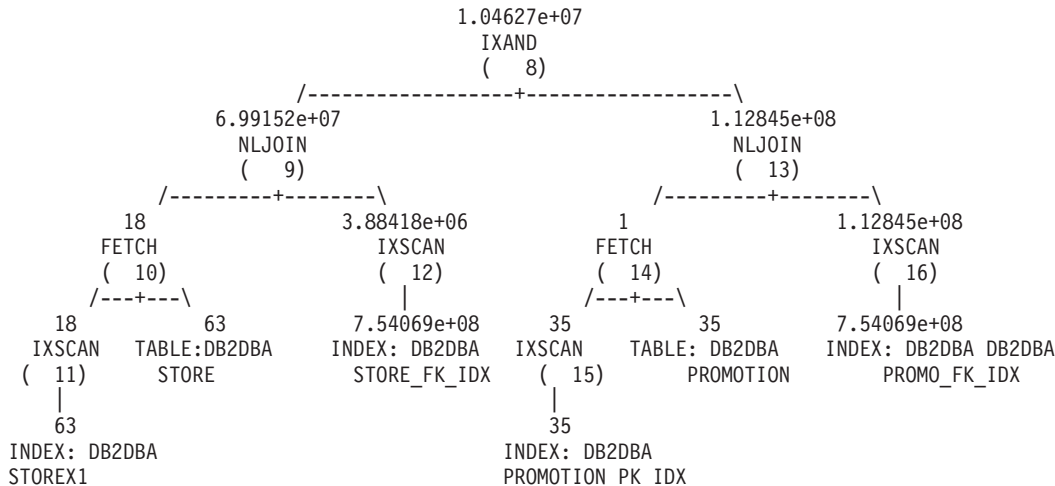 1.04627e+07
IXAND
( 8)
/------------------+------------------\
6.99152e+07 1.12845e+08
NLJOIN NLJOIN
( 9) ( 13)
/---------+--------\ /---------+--------\
18 3.88418e+06 1 1.12845e+08
FETCH IXSCAN FETCH IXSCAN
( 10) ( 12) ( 14) ( 16)
/---+---\ | /---+---\ |
18 63 7.54069e+08 35 35 7.54069e+08
IXSCAN TABLE:DB2DBA INDEX: DB2DBA IXSCAN TABLE: DB2DBA INDEX: DB2DBA DB2DBA
( 11) STORE STORE_FK_IDX ( 15) PROMOTION PROMO_FK_IDX
| |
63 35
INDEX: DB2DBA INDEX: DB2DBA
STOREX1 PROMOTION PK IDX